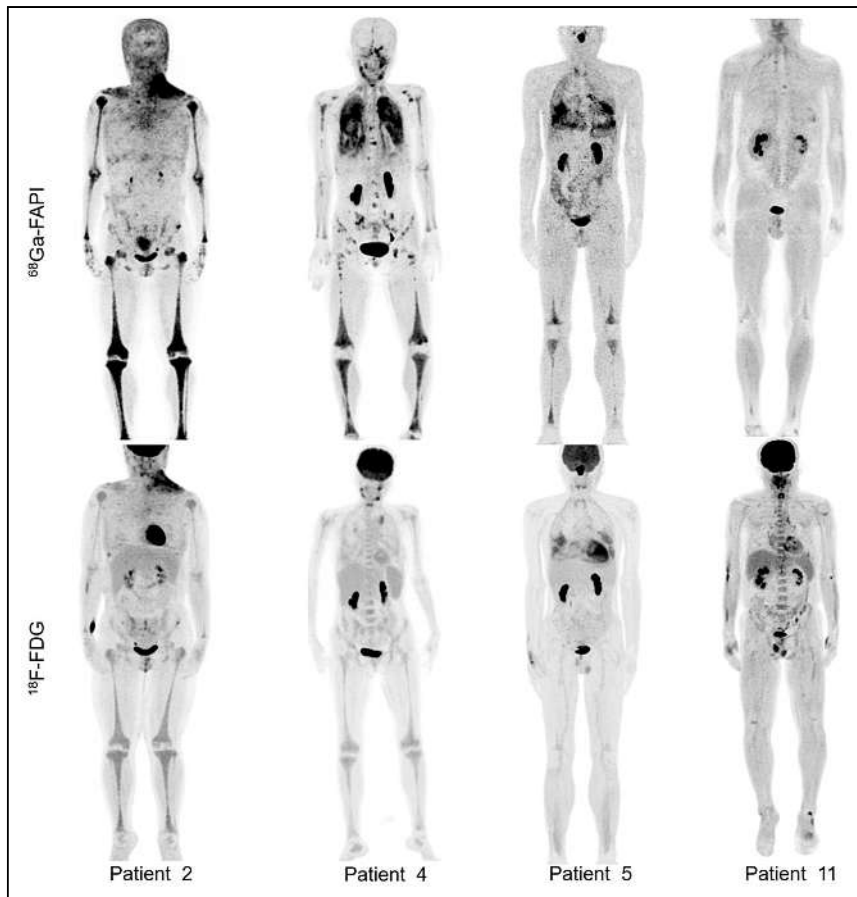 ⁶⁸Ga-FAPI
¹⁸F-FDG
Patient 2
Patient 4
Patient 5
Patient 11